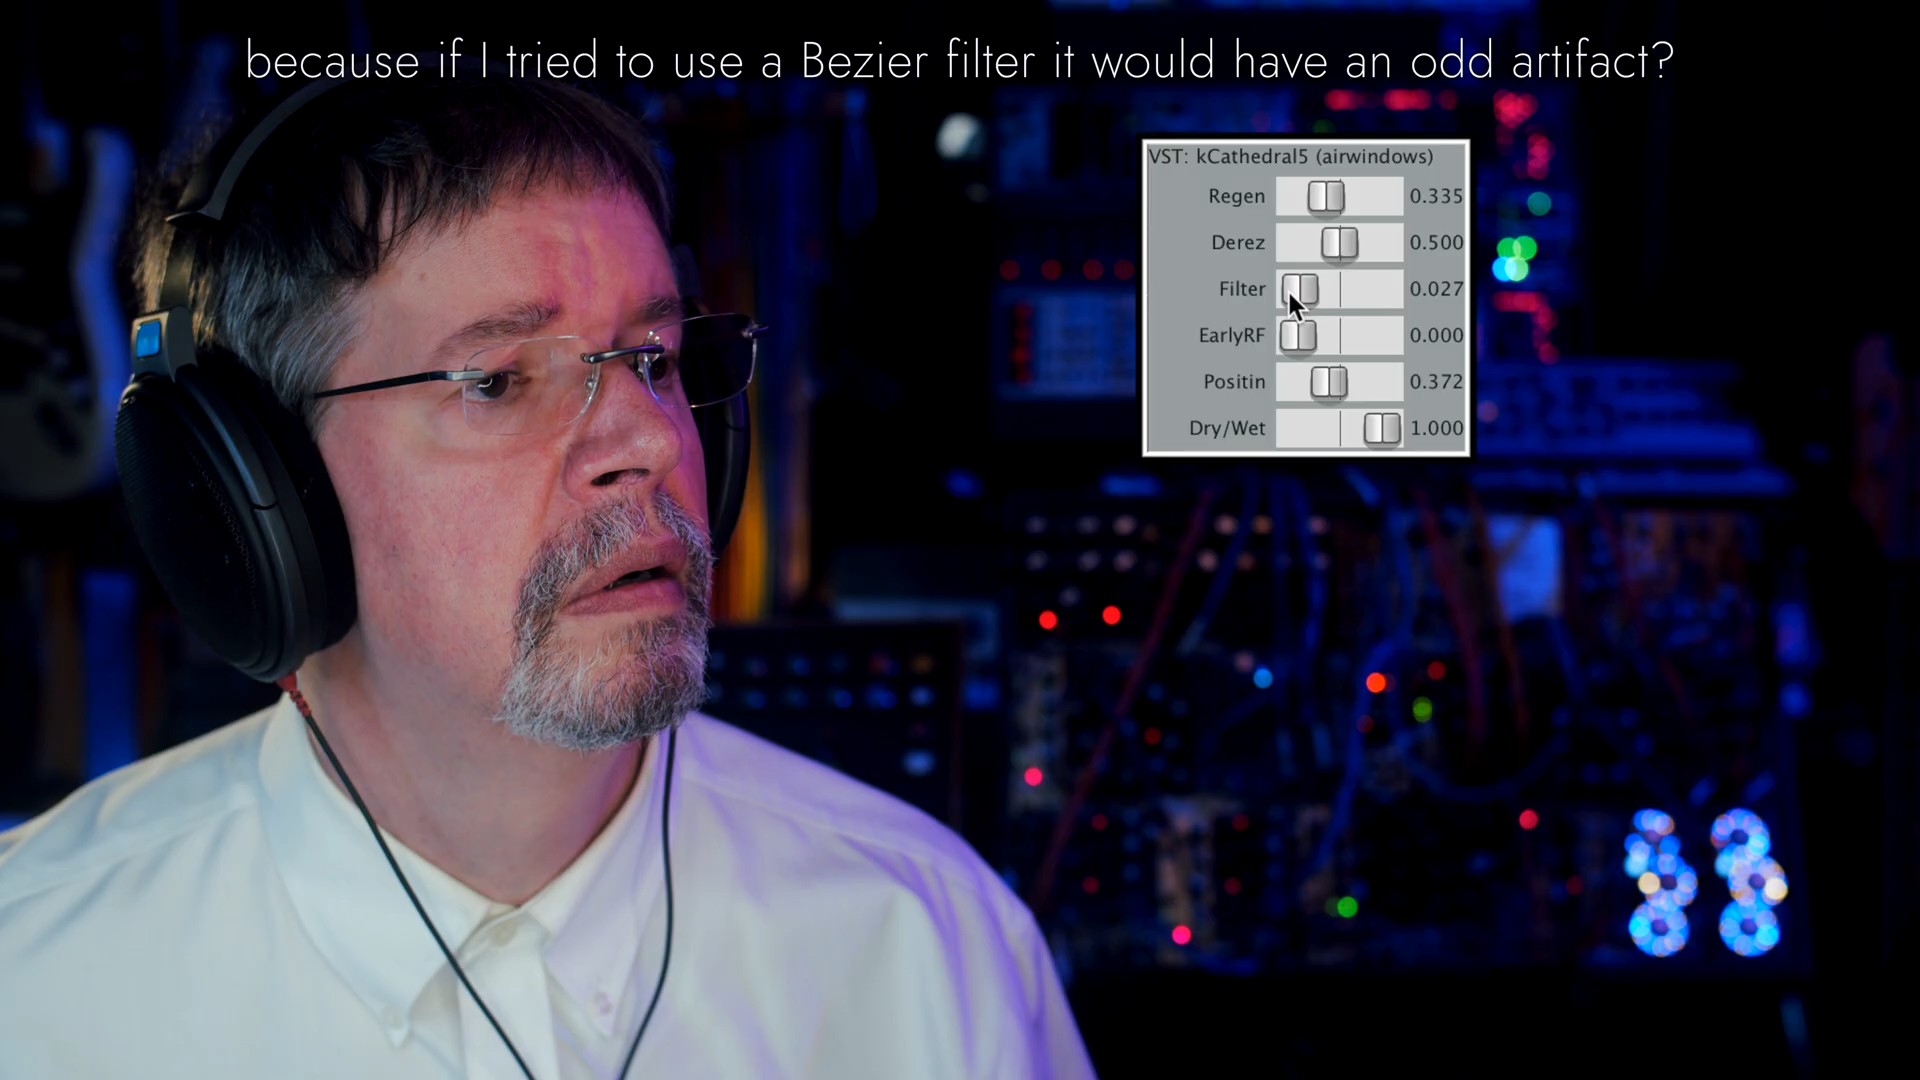 because if I tried to use a Bezier filter it would have an odd artifact?
VST: kCathedral5 (airwindows)
Regen 0.335
Derez 0.500
Filter 0.027
EarlyRF 0.000
Positin 0.372
Dry/Wet 1.000